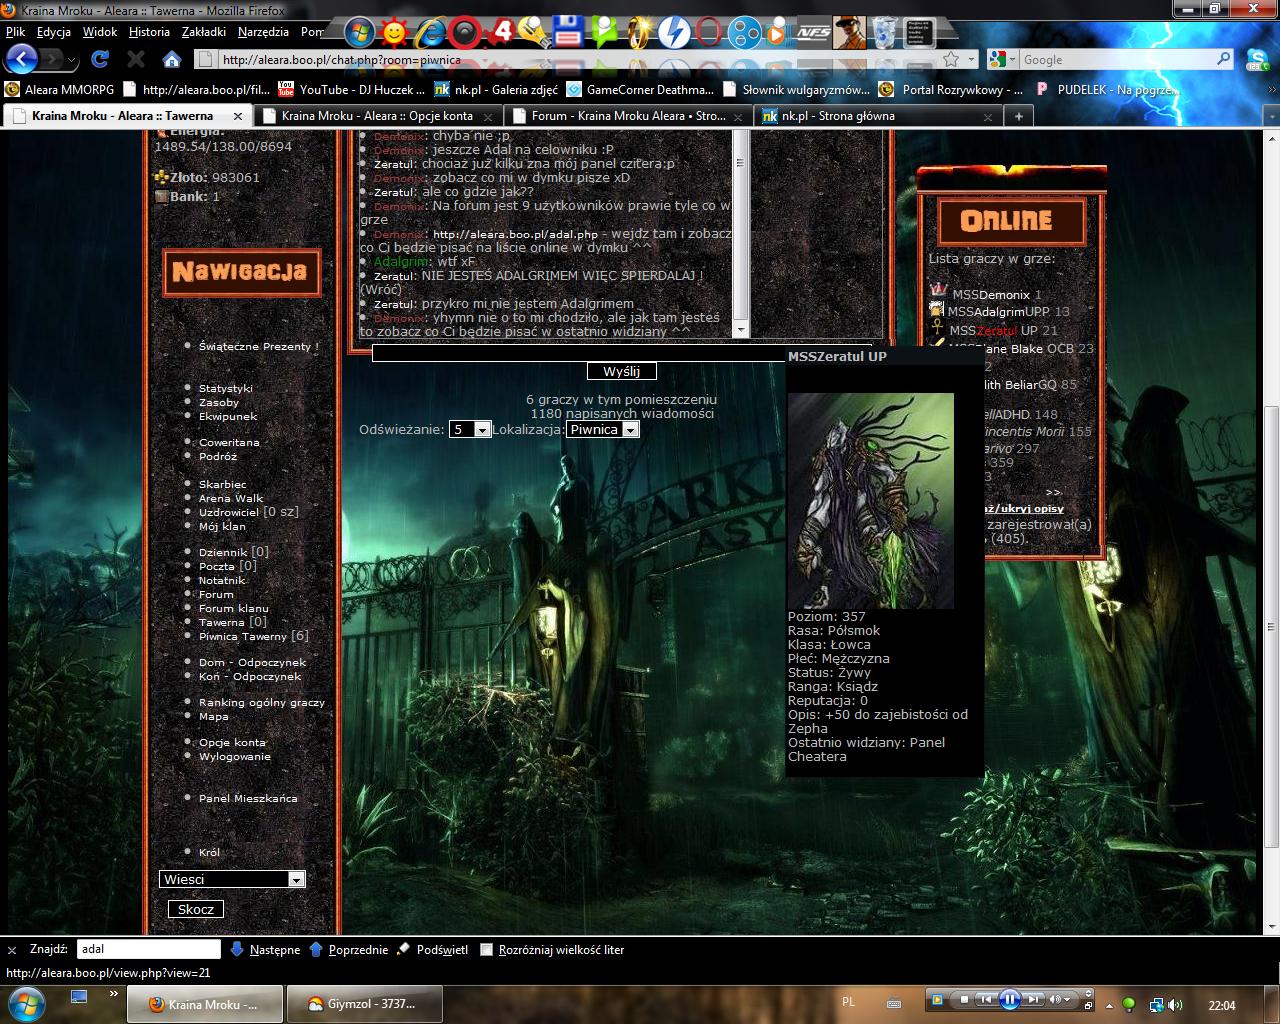 Kraina Mroku - Aleara :: Tawerna - Mozilla Firefox
Plik Edycja Widok Historia Zakładki Narzędzia Pom
http://aleara.boo.pl/chat.php?room=piwnica
Google
Aleara MMORPG http://aleara.boo.pl/fil... YouTube - DJ Huczek ... nk.pl - Galeria zdjęć GameCorner Deathma... Słownik wulgaryzmów... Portal Rozrywkowy - ... PUDELEK - Na pogrze...
Kraina Mroku - Aleara :: Tawerna
Kraina Mroku - Aleara :: Opcje konta
Forum - Kraina Mroku Aleara • Stro...
nk.pl - Strona główna
Energia:
1489.54/138.00/8694
Złoto: 983061
Bank: 1
Nawigacja
Świąteczne Prezenty !
Statystyki
Zasoby
Ekwipunek
Coweritana
Podróż
Skarbiec
Arena Walk
Uzdrowiciel [0 sz]
Mój klan
Dziennik [0]
Poczta [0]
Notatnik
Forum
Forum klanu
Tawerna [0]
Piwnica Tawerny [6]
Dom - Odpoczynek
Koń - Odpoczynek
Ranking ogólny graczy
Mapa
Opcje konta
Wylogowanie
Panel Mieszkańca
Król
Wiesci
Skocz
Demonix: chyba nie ;p
Demonix: jeszcze Adal na celowniku :P
Zeratul: chociaż już kilku zna mój panel czitera;p
Demonix: zobacz co mi w dymku pisze xD
Zeratul: ale co gdzie jak??
Demonix: Na forum jest 9 użytkowników prawie tyle co w
grze
Demonix: http://aleara.boo.pl/adal.php - wejdz tam i zobacz
co Ci będzie pisać na liście online w dymku ^^
Adalgrim: wtf xF
Zeratul: NIE JESTEŚ ADALGRIMEM WIĘC SPIERDALAJ !
(Wróć)
Zeratul: przykro mi nie jestem Adalgrimem
Demonix: yhymn nie o to mi chodziło, ale jak tam jesteś
to zobacz co Ci będzie pisać w ostatnio widziany ^^
Wyślij
6 graczy w tym pomieszczeniu
1180 napisanych wiadomości
Odświeżanie: 5 Lokalizacja: Piwnica
Online
Lista graczy w grze:
MSSDemonix 1
MSSAdalgrimUPP 13
MSSZeratul UP 21
ane Blake OCB 23
2
lith BeliarGQ 85
ellADHD 148
incentis Morii 155
arivo 297
359
3
>>
aż/ukryj opisy
zarejestrował(a)
(405).
MSSZeratul UP
Poziom: 357
Rasa: Półsmok
Klasa: Łowca
Płeć: Mężczyzna
Status: Żywy
Ranga: Ksiądz
Reputacja: 0
Opis: +50 do zajebistości od
Zepha
Ostatnio widziany: Panel
Cheatera
Znajdź: adal Następne Poprzednie Podświetl Rozróżniaj wielkość liter
http://aleara.boo.pl/view.php?view=21
Kraina Mroku -...
Giymzol - 3737...
PL
22:04